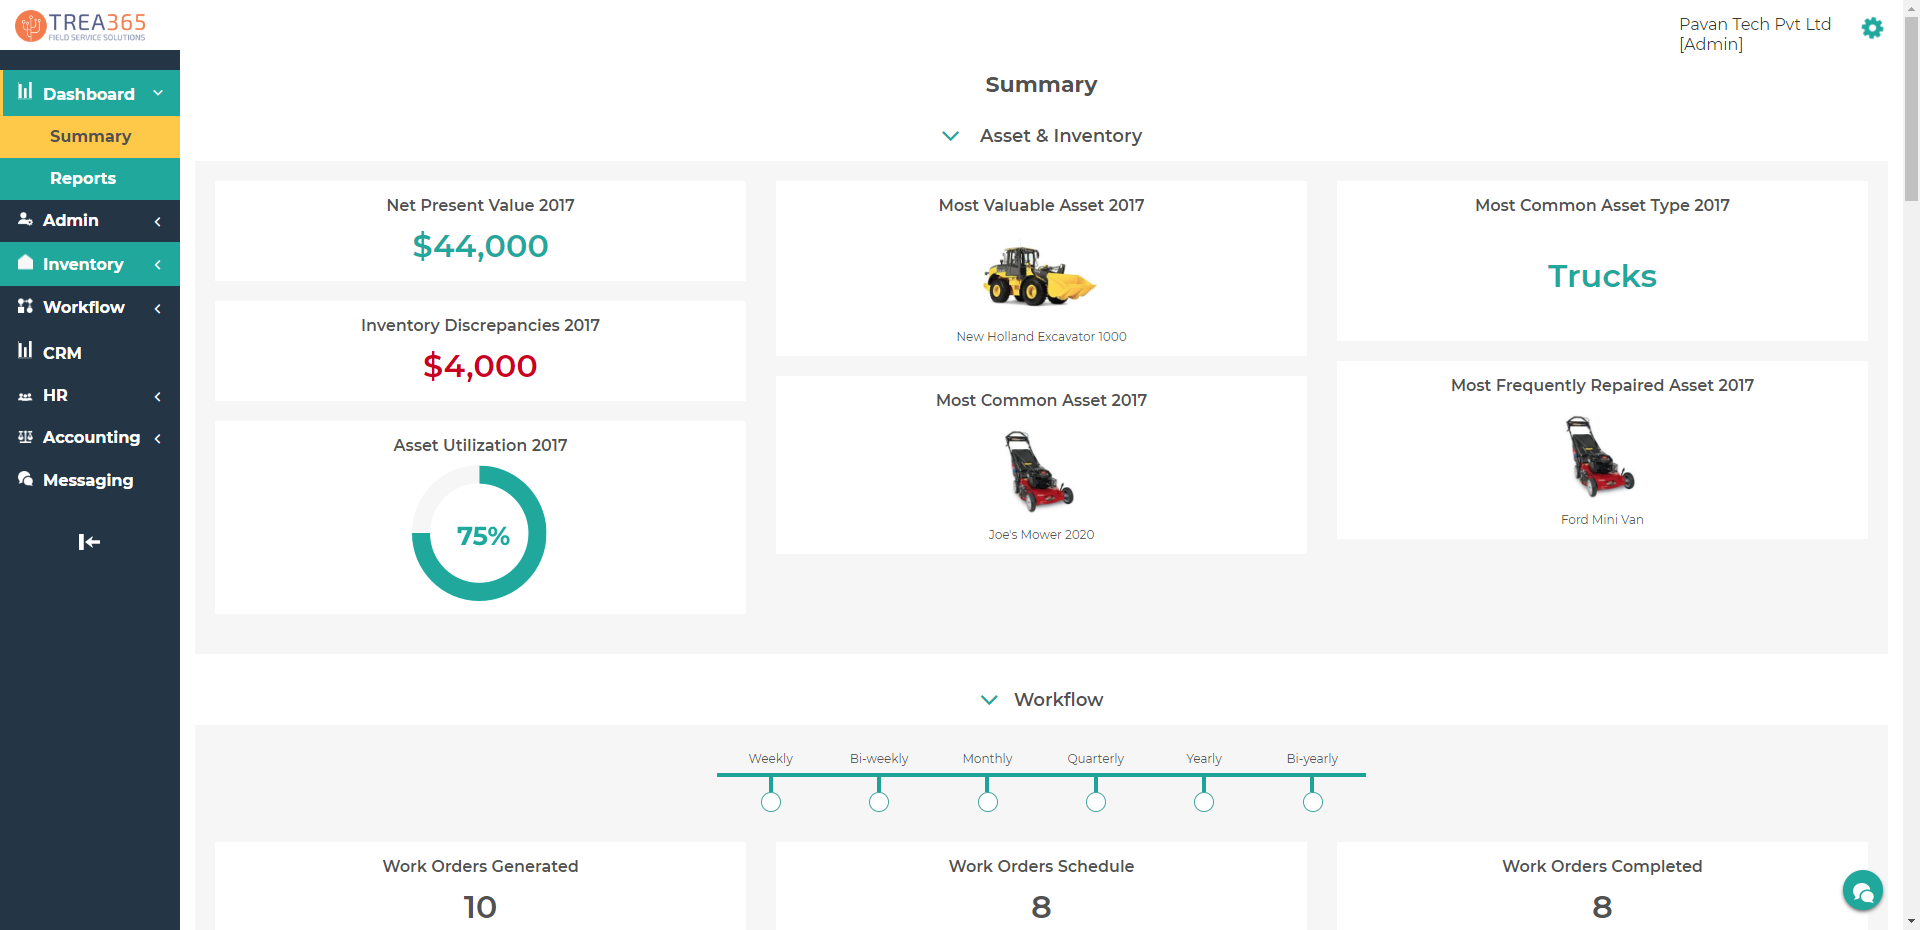 TREA365
FIELD SERVICE SOLUTIONS
Pavan Tech Pvt Ltd
[Admin]
Dashboard
Summary
Reports
Admin
Inventory
Workflow
CRM
HR
Accounting
Messaging
Summary
Asset & Inventory
Net Present Value 2017
$44,000
Inventory Discrepancies 2017
$4,000
Asset Utilization 2017
75%
Most Valuable Asset 2017
New Holland Excavator 1000
Most Common Asset 2017
Joe's Mower 2020
Most Common Asset Type 2017
Trucks
Most Frequently Repaired Asset 2017
Ford Mini Van
Workflow
Weekly Bi-weekly Monthly Quarterly Yearly Bi-yearly
Work Orders Generated
10
Work Orders Schedule
8
Work Orders Completed
8